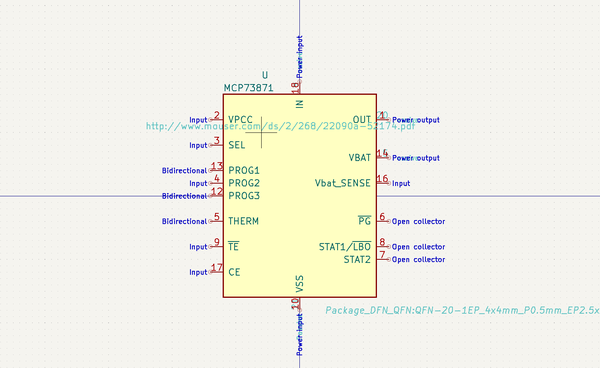 Power input
18
U
MCP73871
IN
Input 2 VPCC OUT 1 Power output
http://www.mouser.com/ds/2/268/22090a-52174.pdf
Input 3 SEL
VBAT 14 Power output
Bidirectional 13 PROG1
Input 4 PROG2 Vbat_SENSE 16 Input
Bidirectional 12 PROG3
Bidirectional 5 THERM PG 6 Open collector
Input 9 TE STAT1/LBO 8 Open collector
STAT2 7 Open collector
Input 17 CE
VSS
10
Package_DFN_QFN:QFN-20-1EP_4x4mm_P0.5mm_EP2.5x
Power input